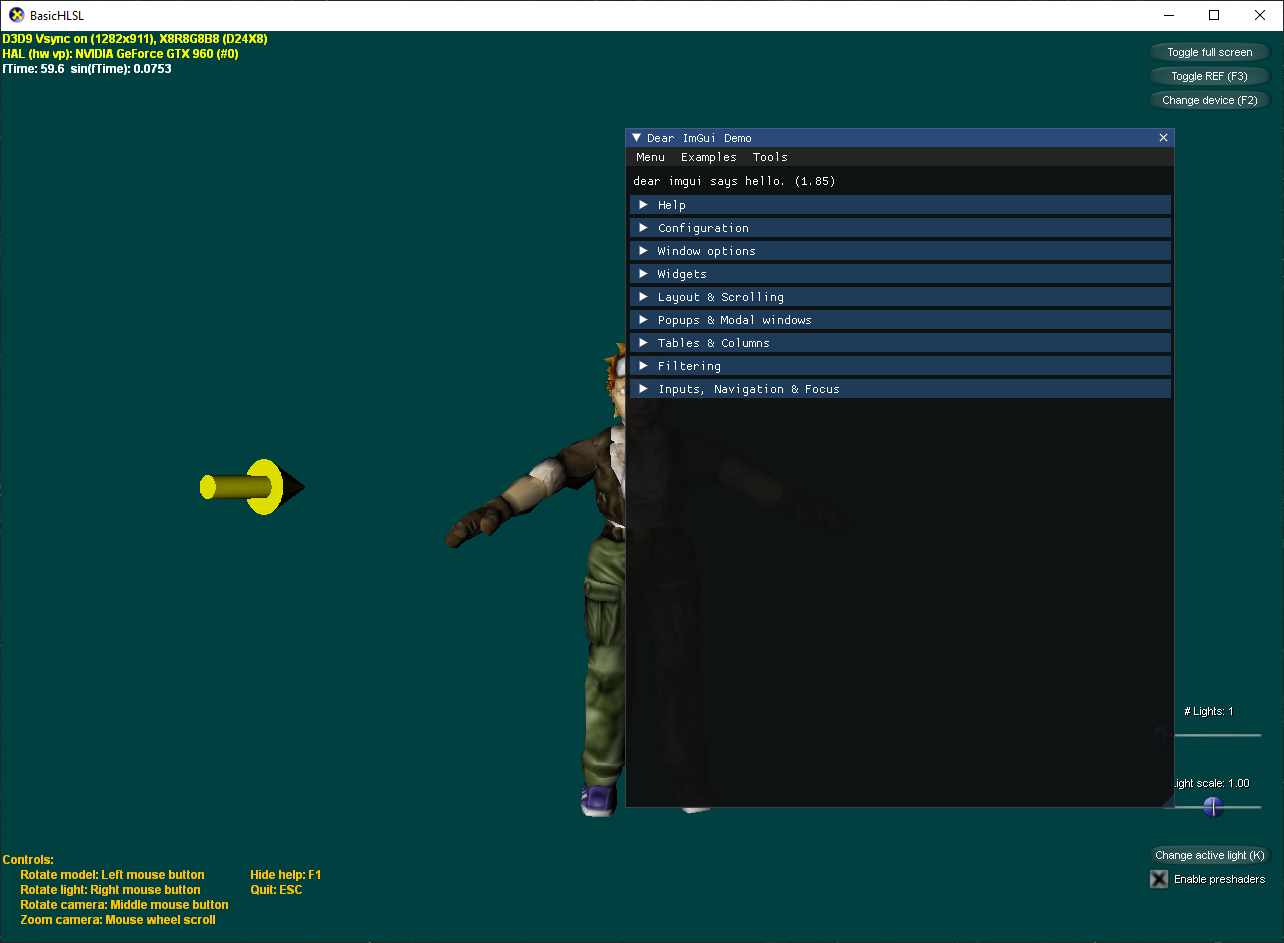 BasicHLSL
D3D9 Vsync on (1282x911), X8R8G8B8 (D24X8)
HAL (hw vp): NVIDIA GeForce GTX 960 (#0)
fTime: 59.6 sin(fTime): 0.0753
Toggle full screen
Toggle REF (F3)
Change device (F2)
Dear ImGui Demo
Menu Examples Tools
dear imgui says hello. (1.85)
Help
Configuration
Window options
Widgets
Layout & Scrolling
Popups & Modal windows
Tables & Columns
Filtering
Inputs, Navigation & Focus
# Lights: 1
ight scale: 1.00
Change active light (K)
Enable preshaders
Controls:
Rotate model: Left mouse button Hide help: F1
Rotate light: Right mouse button Quit: ESC
Rotate camera: Middle mouse button
Zoom camera: Mouse wheel scroll